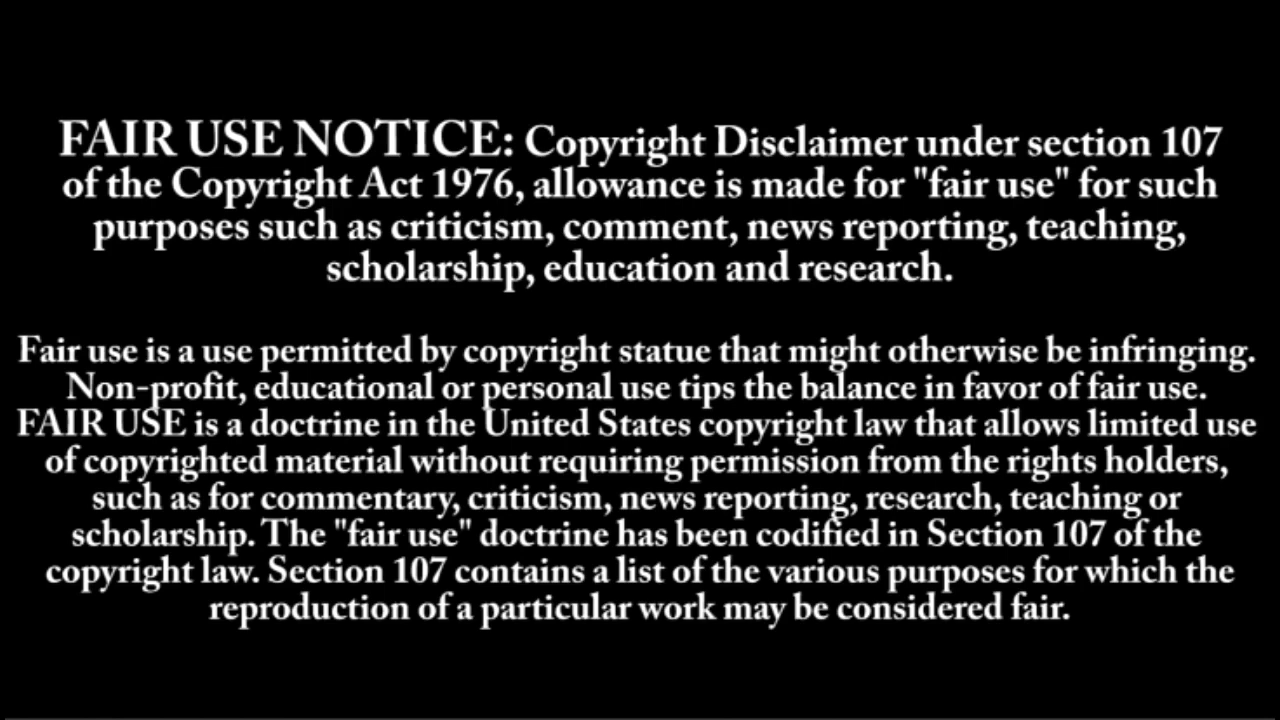 FAIR USE NOTICE: Copyright Disclaimer under section 107
of the Copyright Act 1976, allowance is made for "fair use" for such
purposes such as criticism, comment, news reporting, teaching,
scholarship, education and research.
Fair use is a use permitted by copyright statue that might otherwise be infringing.
Non-profit, educational or personal use tips the balance in favor of fair use.
FAIR USE is a doctrine in the United States copyright law that allows limited use
of copyrighted material without requiring permission from the rights holders,
such as for commentary, criticism, news reporting, research, teaching or
scholarship. The "fair use" doctrine has been codified in Section 107 of the
copyright law. Section 107 contains a list of the various purposes for which the
reproduction of a particular work may be considered fair.